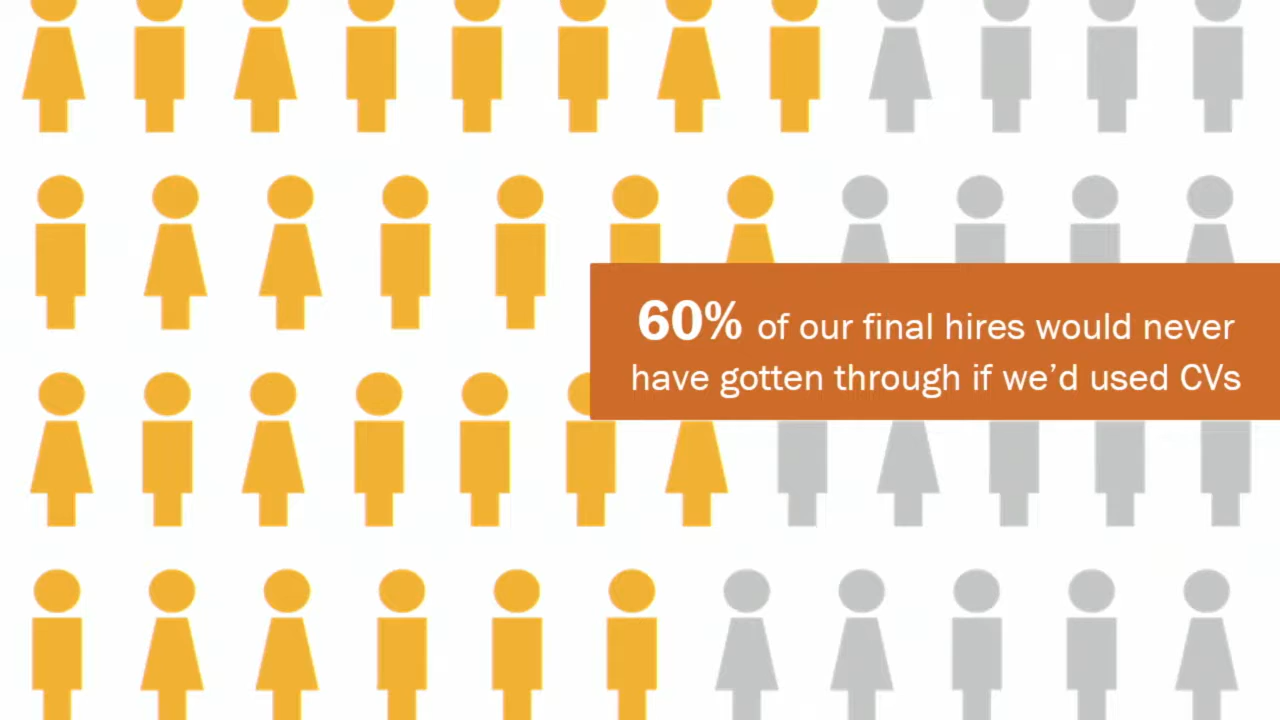 60% of our final hires would never
have gotten through if we’d used CVs